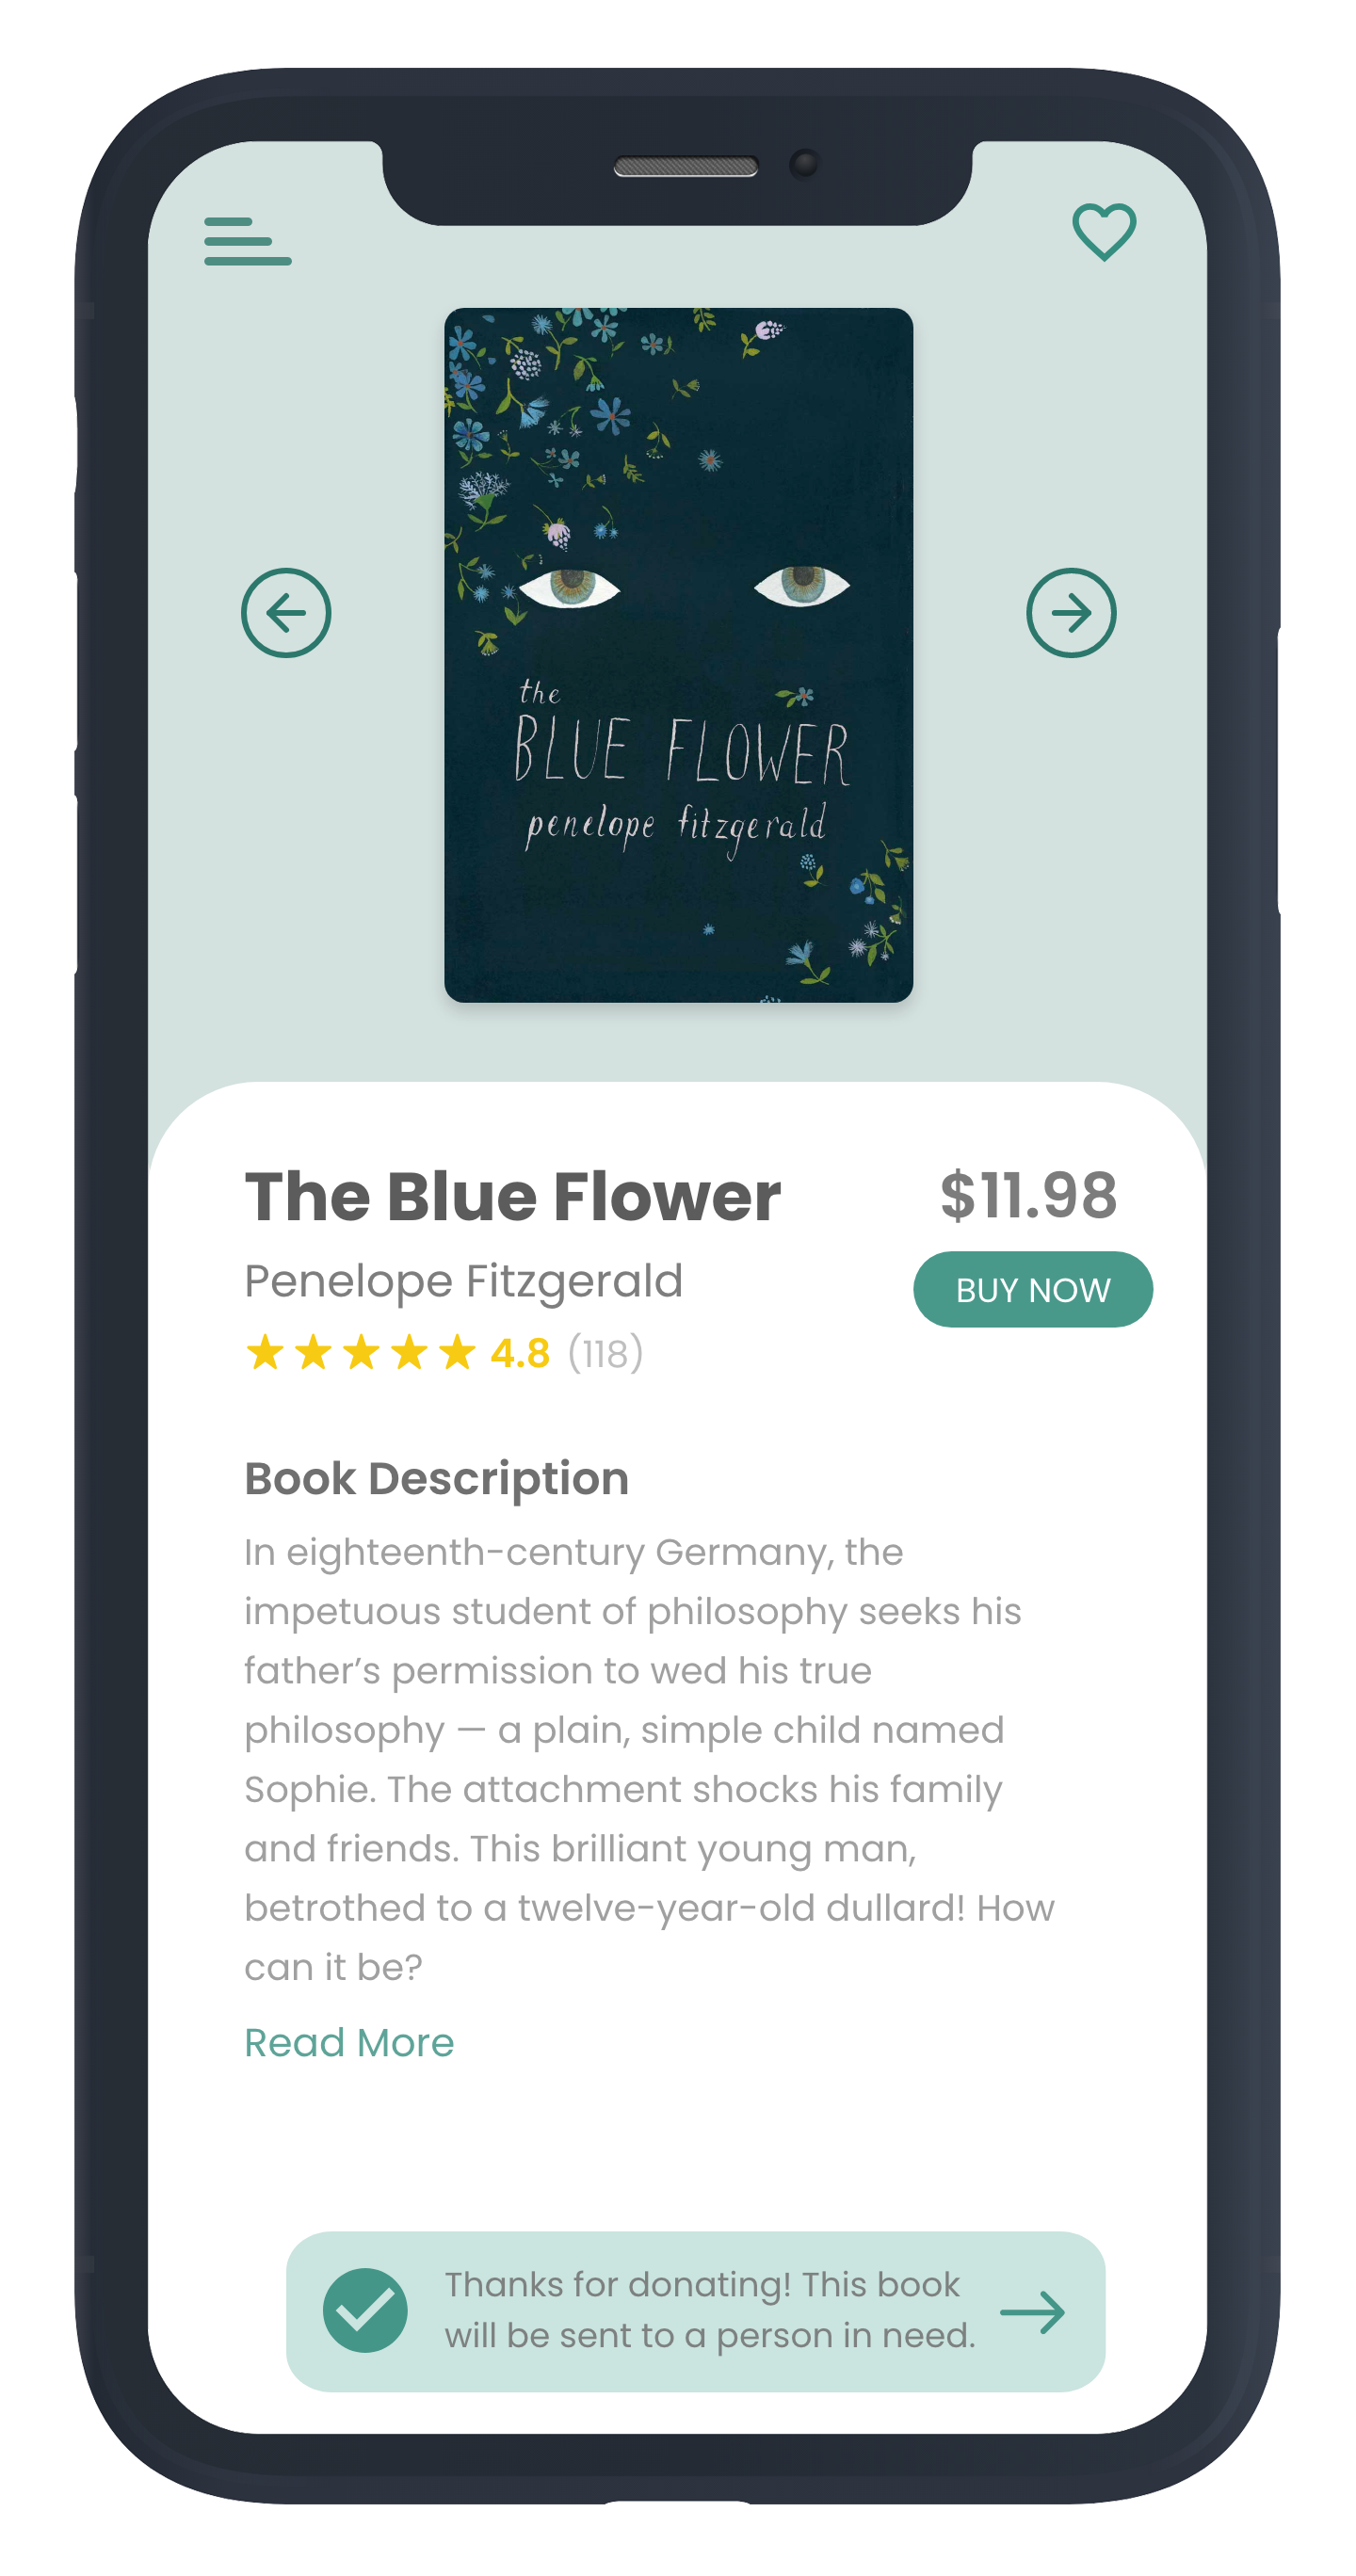 the
BLUE FLOWER
penelope fitzgerald
The Blue Flower
$11.98
Penelope Fitzgerald
BUY NOW
4.8 (118)
Book Description
In eighteenth-century Germany, the
impetuous student of philosophy seeks his
father’s permission to wed his true
philosophy — a plain, simple child named
Sophie. The attachment shocks his family
and friends. This brilliant young man,
betrothed to a twelve-year-old dullard! How
can it be?
Read More
Thanks for donating! This book
will be sent to a person in need.